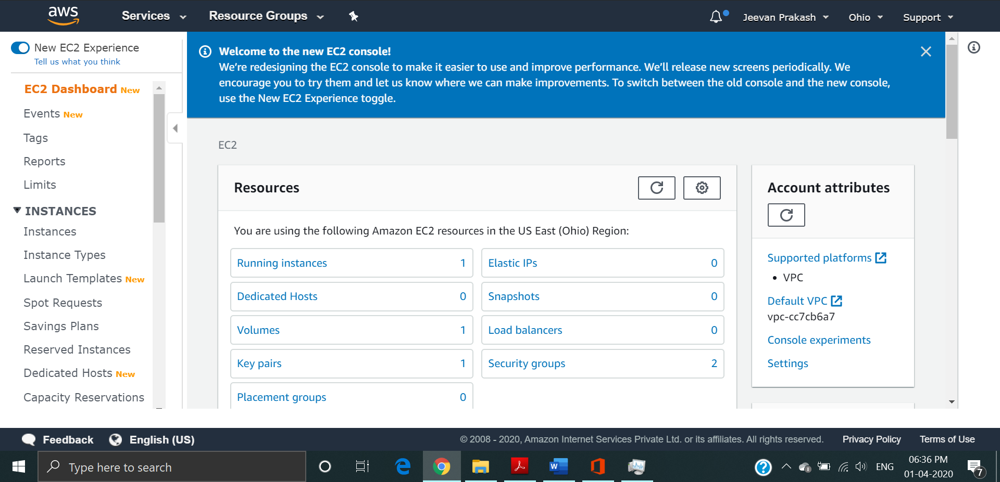 aws
Services
Resource Groups
Jeevan Prakash
Ohio
Support
New EC2 Experience
Tell us what you think
EC2 Dashboard New
Events New
Tags
Reports
Limits
INSTANCES
Instances
Instance Types
Launch Templates New
Spot Requests
Savings Plans
Reserved Instances
Dedicated Hosts New
Capacity Reservations
Welcome to the new EC2 console!
We're redesigning the EC2 console to make it easier to use and improve performance. We'll release new screens periodically. We
encourage you to try them and let us know where we can make improvements. To switch between the old console and the new console,
use the New EC2 Experience toggle.
EC2
Resources
You are using the following Amazon EC2 resources in the US East (Ohio) Region:
Running instances 1
Elastic IPs 0
Dedicated Hosts 0
Snapshots 0
Volumes 1
Load balancers 0
Key pairs 1
Security groups 2
Placement groups 0
Account attributes
Supported platforms
• VPC
Default VPC
vpc-cc7cb6a7
Console experiments
Settings
Feedback
English (US)
© 2008 - 2020, Amazon Internet Services Private Ltd. or its affiliates. All rights reserved.
Privacy Policy
Terms of Use
Type here to search
ENG
06:36 PM
01-04-2020
7